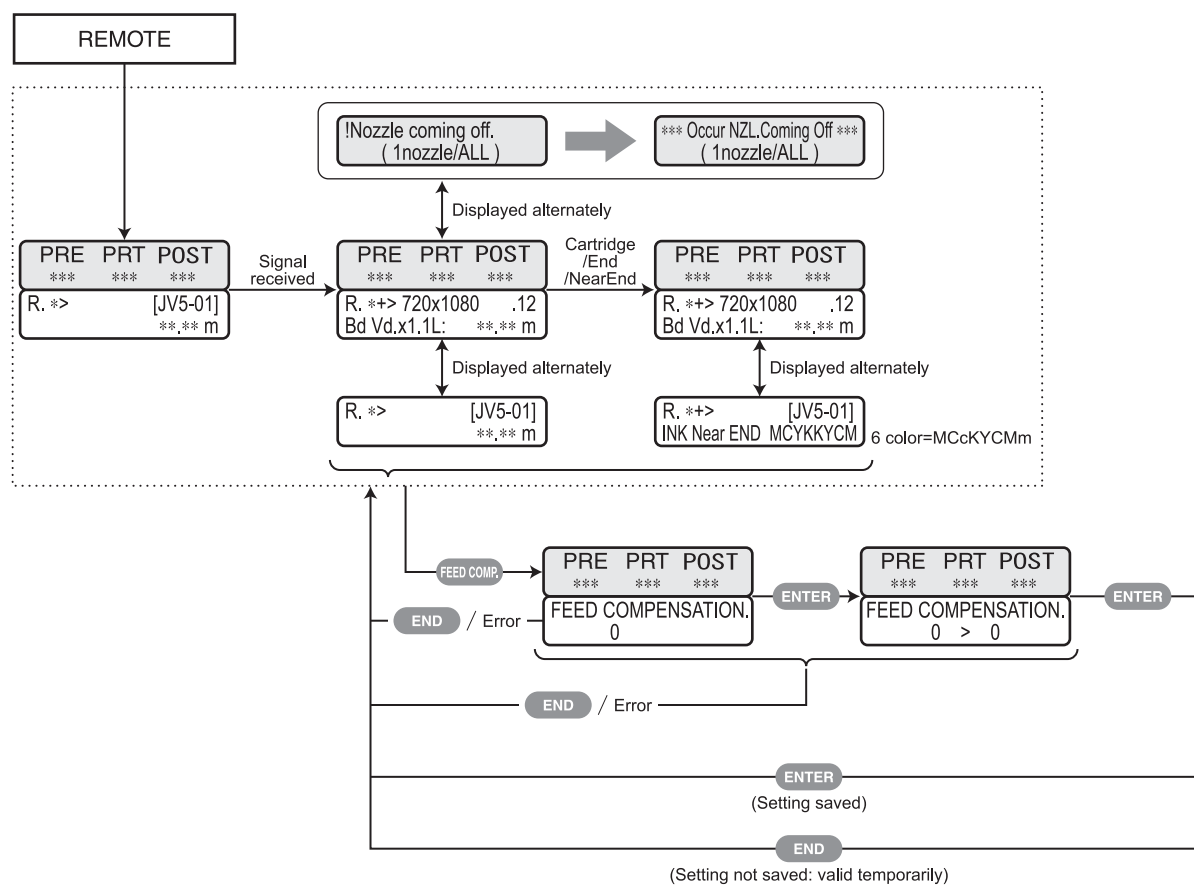 REMOTE
!Nozzle coming off.
( 1nozzle/ALL )
*** Occur NZL.Coming Off ***
( 1nozzle/ALL )
Displayed alternately
PRE PRT POST
*** *** ***
R. *> [JV5-01]
**.** m
Signal
received
PRE PRT POST
*** *** ***
R. *+> 720x1080 .12
Bd Vd.x1.1L: **.** m
Cartridge
/End
/NearEnd
PRE PRT POST
*** *** ***
R. *+> 720x1080 .12
Bd Vd.x1.1L: **.** m
Displayed alternately
Displayed alternately
R. *> [JV5-01]
**.** m
R. *+> [JV5-01]
INK Near END MCYKKYCM
6 color=MCcKYCMm
FEED COMP.
PRE PRT POST
*** *** ***
FEED COMPENSATION.
0
ENTER
PRE PRT POST
*** *** ***
FEED COMPENSATION.
0 > 0
ENTER
END / Error
END / Error
ENTER
(Setting saved)
END
(Setting not saved: valid temporarily)